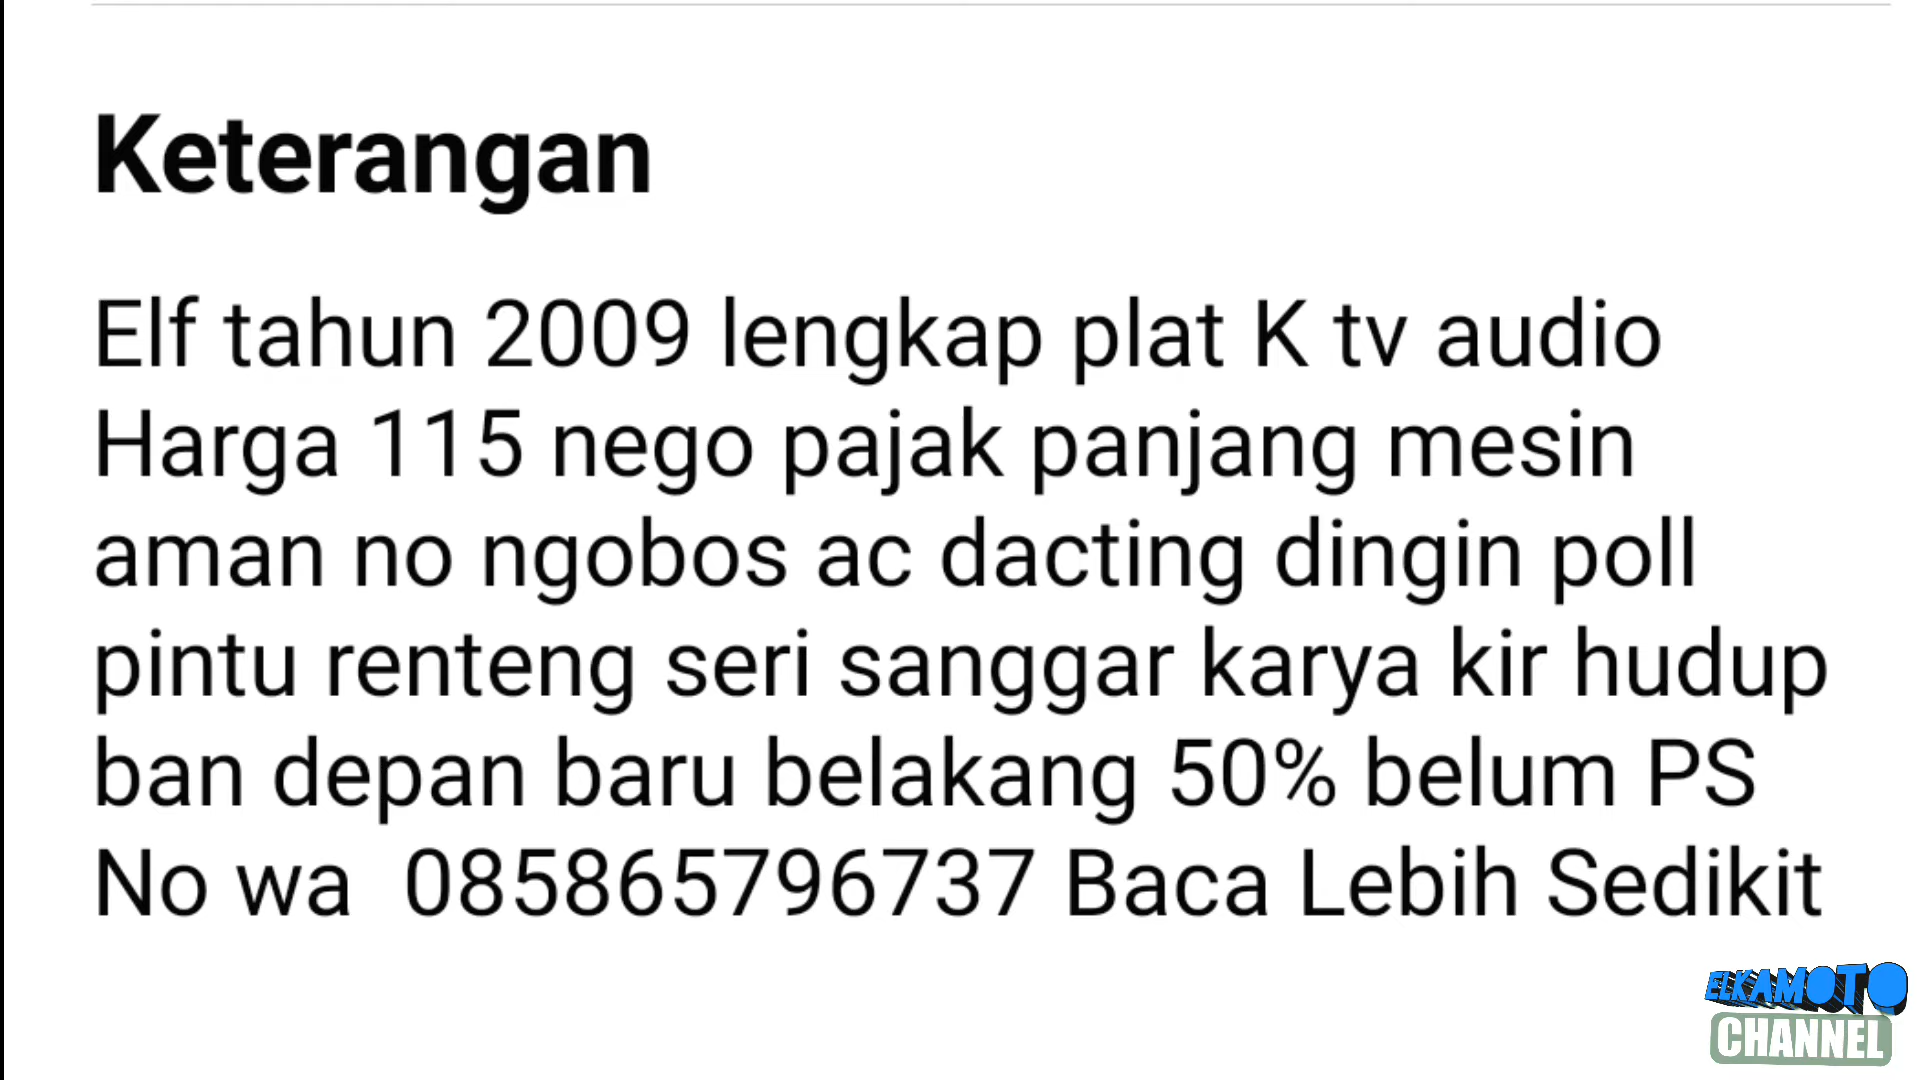 Keterangan
Elf tahun 2009 lengkap plat K tv audio
Harga 115 nego pajak panjang mesin
aman no ngobos ac dacting dingin poll
pintu renteng seri sanggar karya kir hudup
ban depan baru belakang 50% belum PS
No wa  085865796737 Baca Lebih Sedikit
ELKAMOTO
CHANNEL